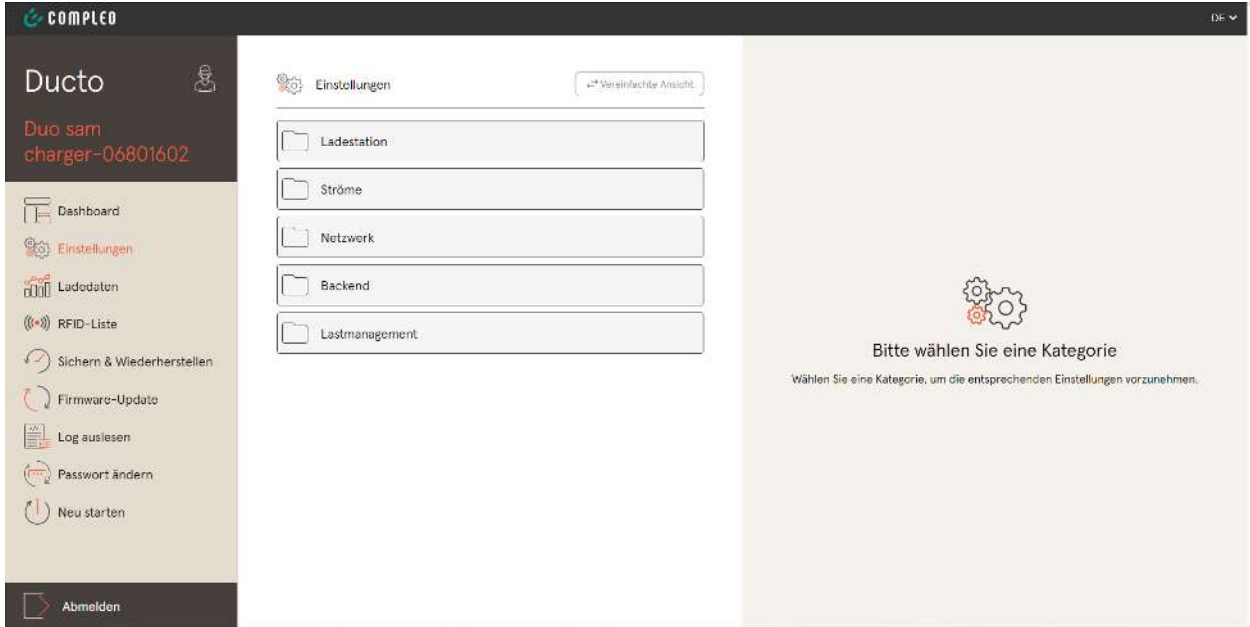 COMPLEO
DE
Ducto
Duo sam
charger-06801602
Dashboard
Einstellungen
Ladedaten
RFID-Liste
Sichern & Wiederherstellen
Firmware-Update
Log auslesen
Passwort ändern
Neu starten
Abmelden
Einstellungen
Vereinfachte Ansicht
Ladestation
Ströme
Netzwerk
Backend
Lastmanagement
Bitte wählen Sie eine Kategorie
Wählen Sie eine Kategorie, um die entsprechenden Einstellungen vorzunehmen.